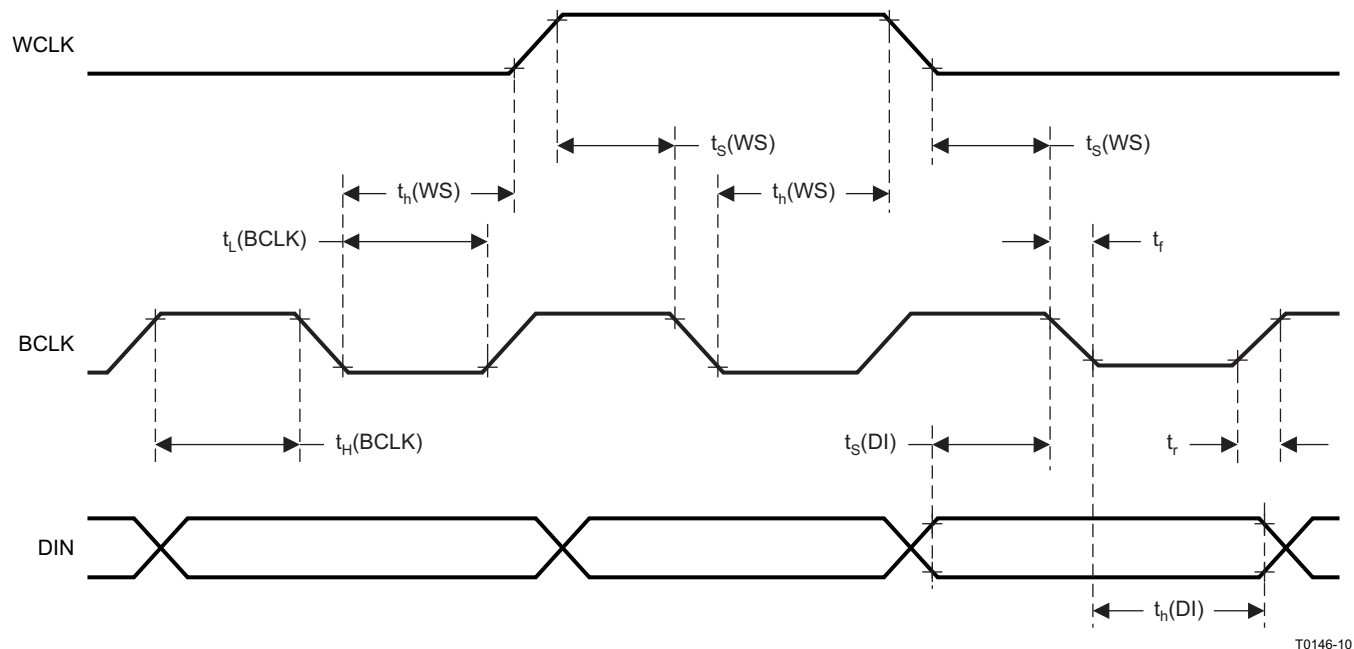 WCLK
tS(WS)
tS(WS)
th(WS)
th(WS)
tL(BCLK)
tf
BCLK
tH(BCLK)
tS(DI)
tr
DIN
th(DI)
T0146-10